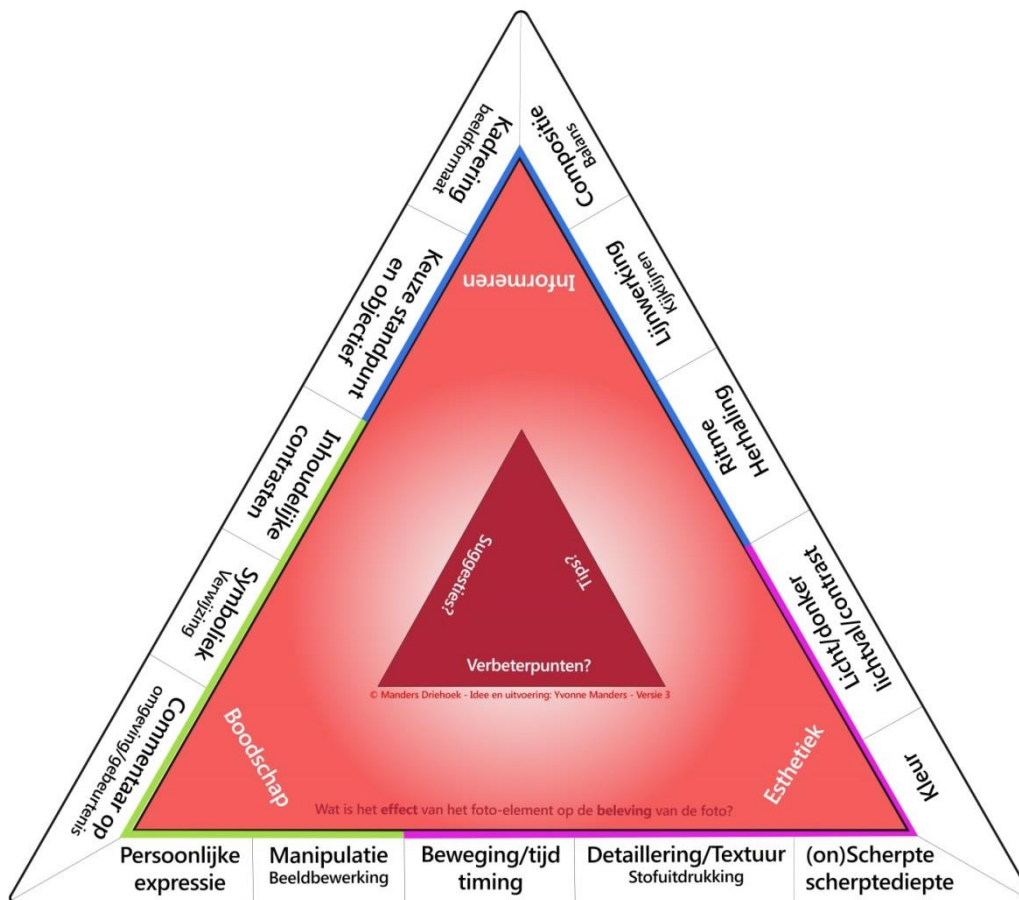 Kadrering
beeldformaat
Keuze standpunt
en objectief
Inhoudelijke
contrasten
Symboliek
Verwijzing
Commentaar op
omgeving/gebeurtenis
Compositie
Balans
Lijnwerking
Kijklijnen
Ritme
Herhaling
Licht/donker
lichtval/contrast
Kleur
Informeren
Suggesties?
Tips?
Verbeterpunten?
© Manders Driehoek - Idee en uitvoering: Yvonne Manders - Versie 3
Boodschap
Esthetiek
Wat is het effect van het foto-element op de beleving van de foto?
Persoonlijke
expressie
Manipulatie
Beeldbewerking
Beweging/tijd
timing
Detaillering/Textuur
Stofuitdrukking
(on)Scherpte
scherptediepte